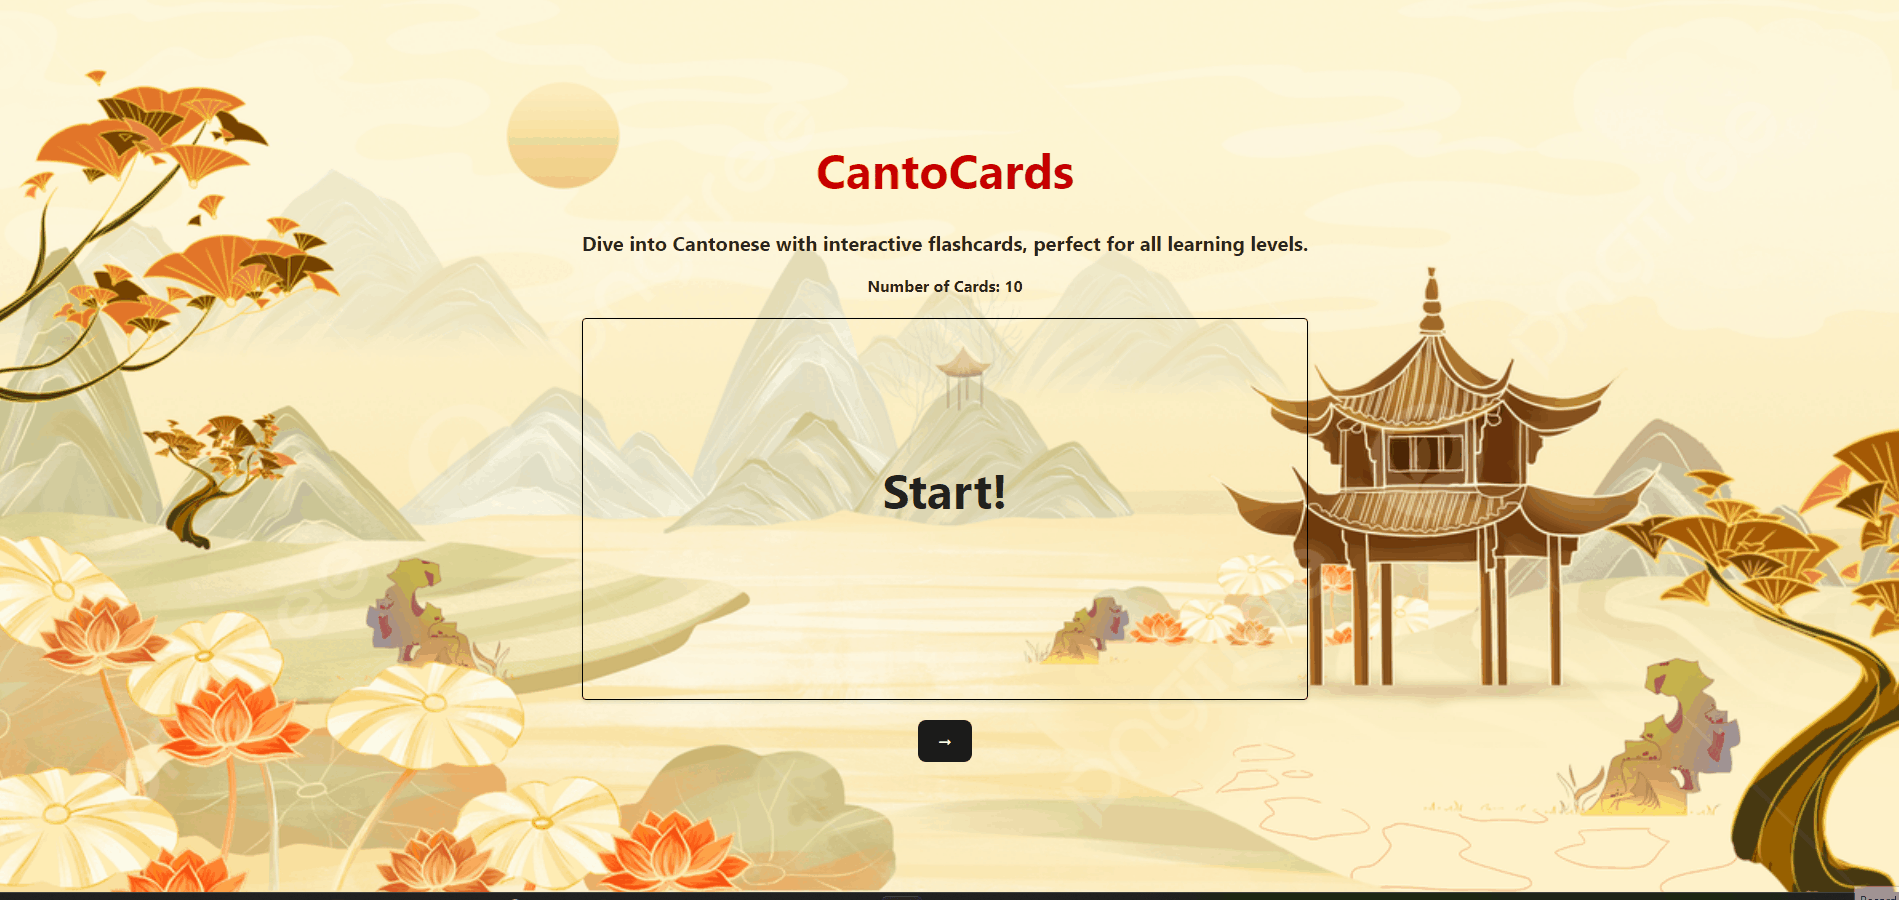 CantoCards
Dive into Cantonese with interactive flashcards, perfect for all learning levels.
Number of Cards: 10
Start!
→